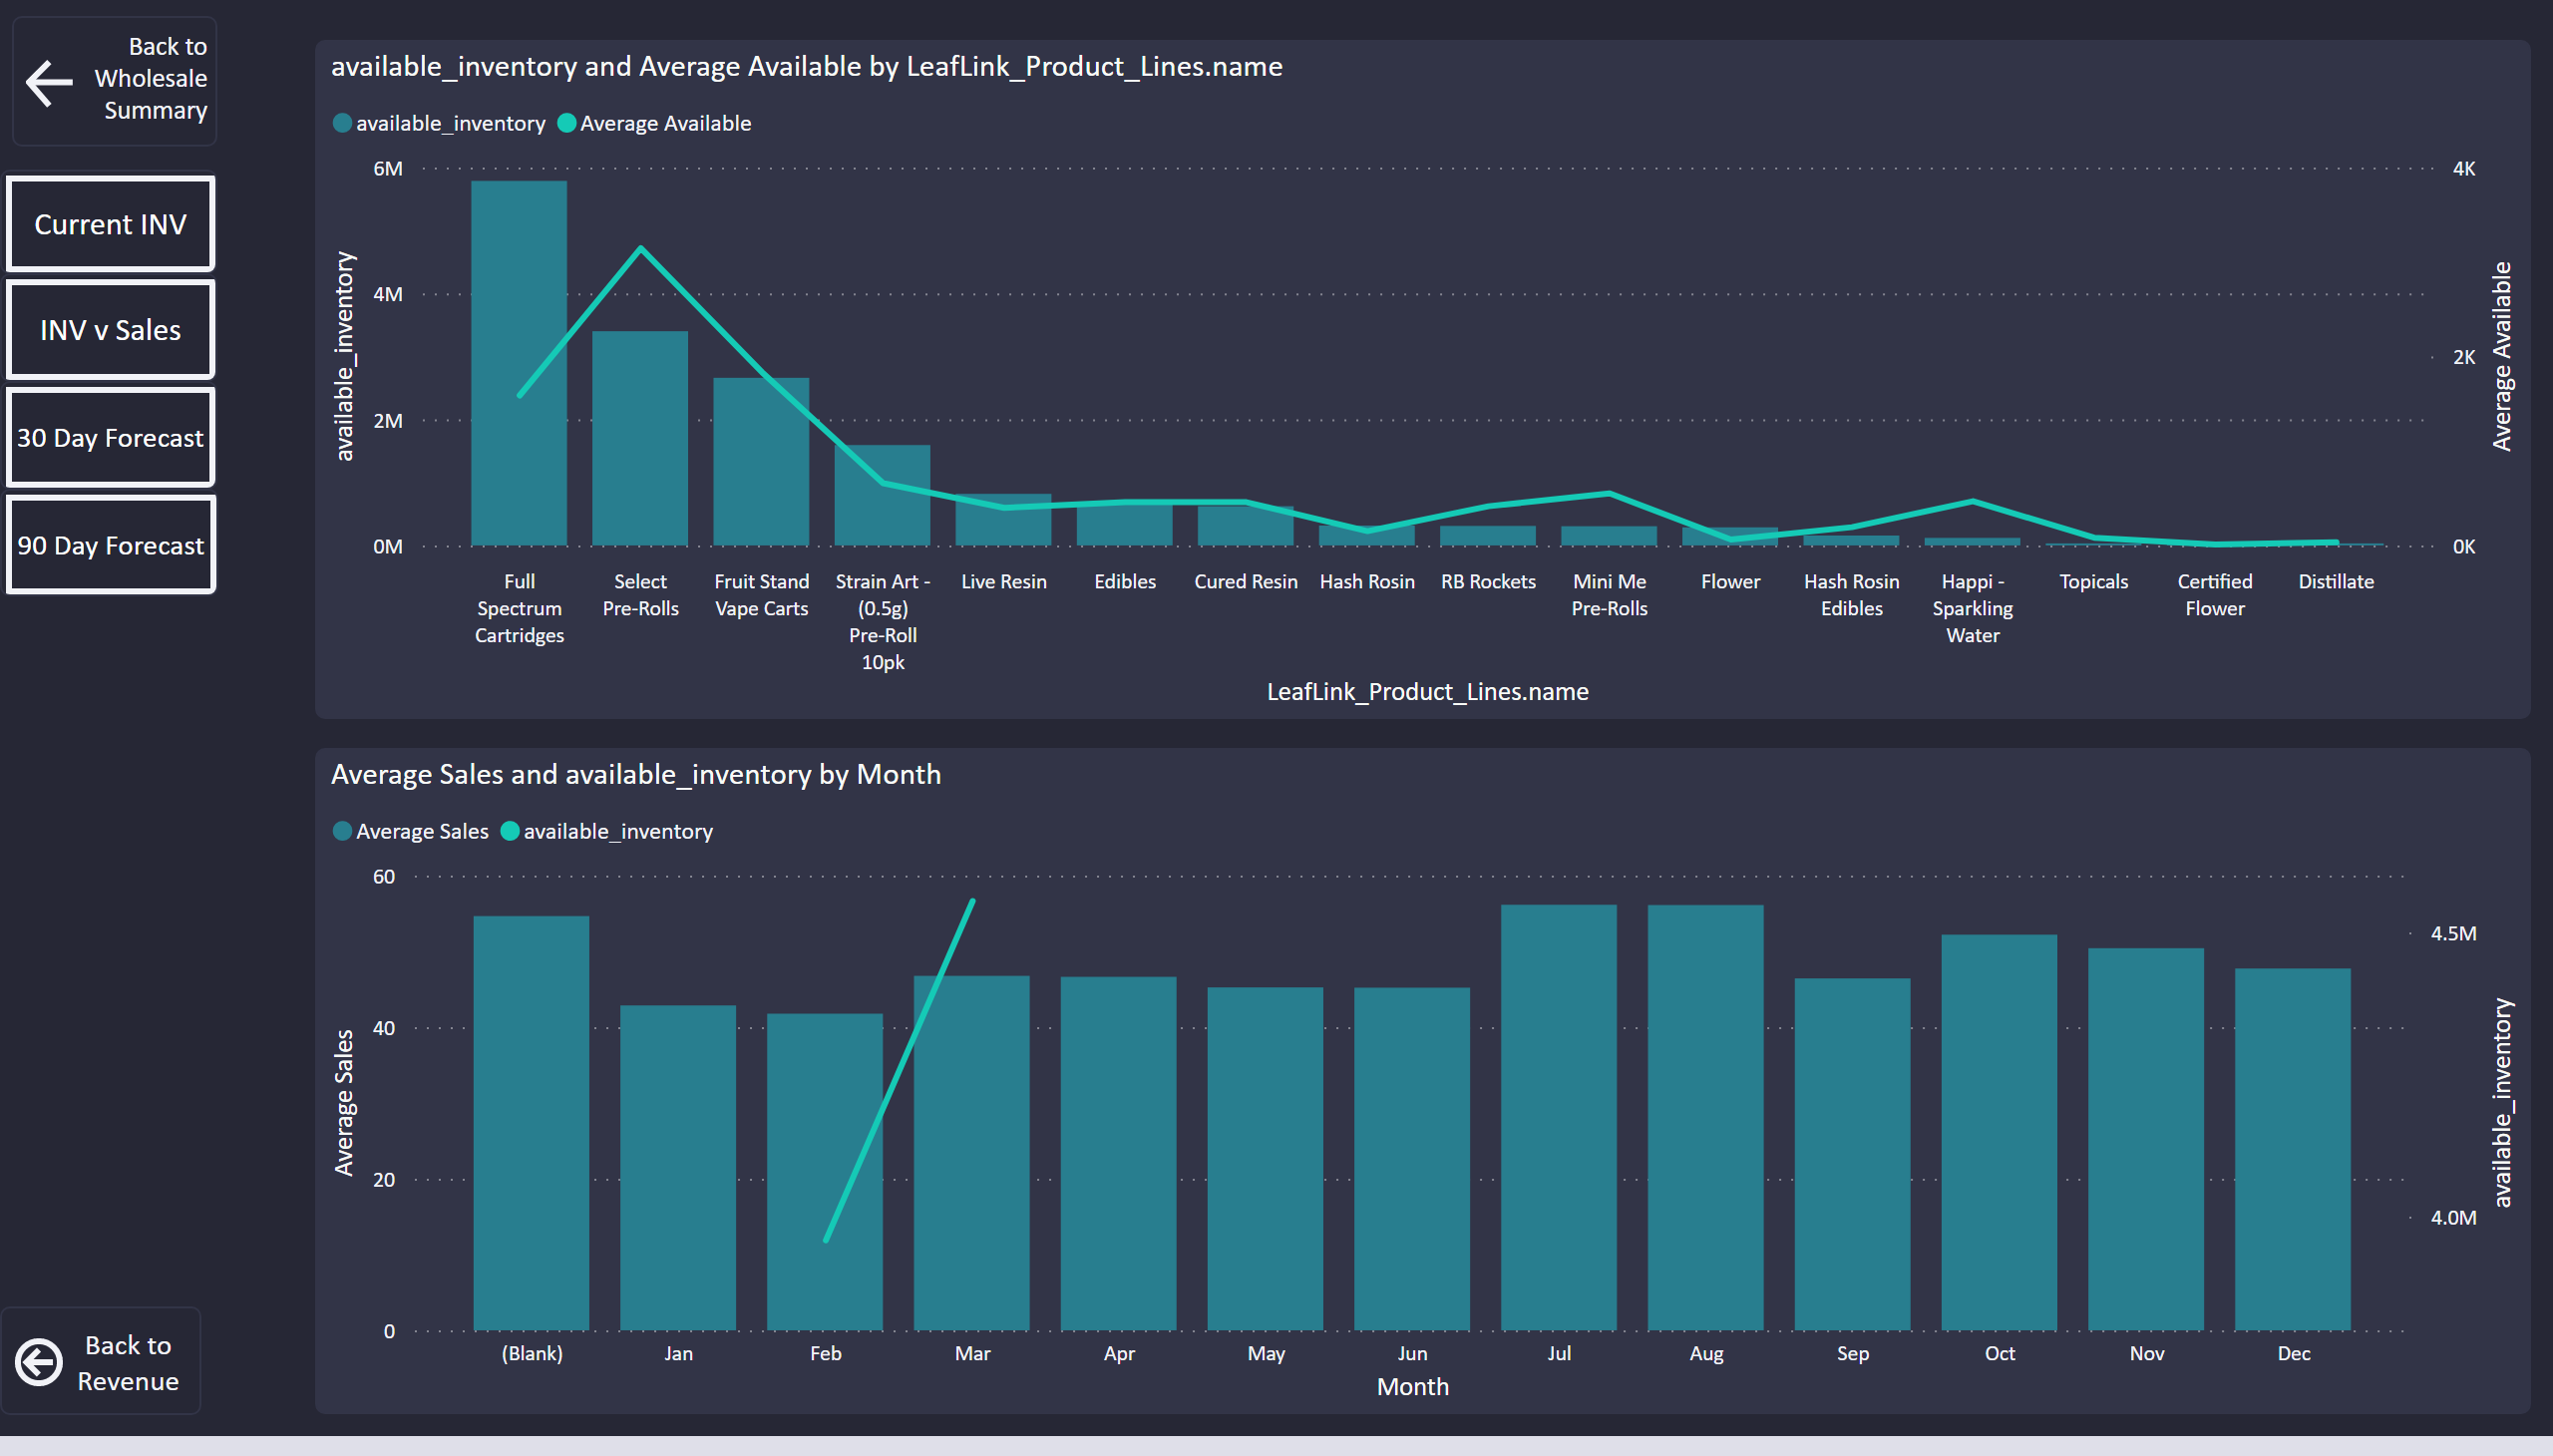 Back to
Wholesale
Summary
Current INV
INV v Sales
30 Day Forecast
90 Day Forecast
Back to
Revenue
available_inventory and Average Available by LeafLink_Product_Lines.name
available_inventory Average Available
6M
4M
2M
0M
available_inventory
4K
2K
0K
Average Available
Full
Spectrum
Cartridges
Select
Pre-Rolls
Fruit Stand
Vape Carts
Strain Art -
(0.5g)
Pre-Roll
10pk
Live Resin
Edibles
Cured Resin
Hash Rosin
RB Rockets
Mini Me
Pre-Rolls
Flower
Hash Rosin
Edibles
Happi -
Sparkling
Water
Topicals
Certified
Flower
Distillate
LeafLink_Product_Lines.name
Average Sales and available_inventory by Month
Average Sales available_inventory
60
40
20
0
Average Sales
4.5M
4.0M
available_inventory
(Blank) Jan Feb Mar Apr May Jun Jul Aug Sep Oct Nov Dec
Month